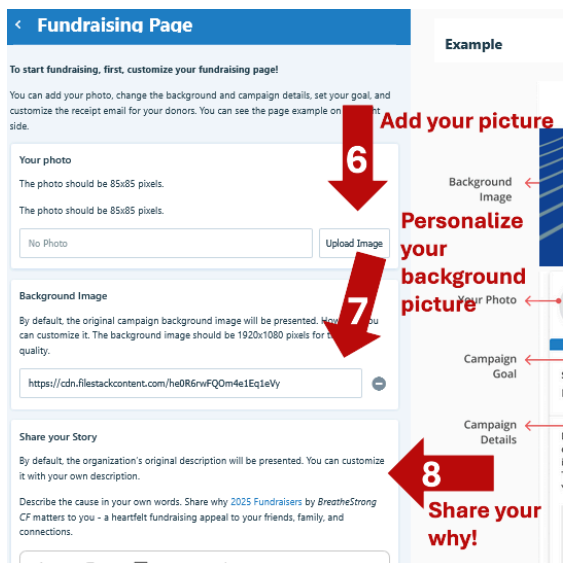 Fundraising Page
To start fundraising, first, customize your fundraising page!
You can add your photo, change the background and campaign details, set your goal, and
customize the receipt email for your donors. You can see the page example on
side.
Your photo
The photo should be 85x85 pixels.
The photo should be 85x85 pixels.
No Photo
Upload Image
Background Image
By default, the original campaign background image will be presented.
can customize it. The background image should be 1920x1080 pixels for
quality.
https://cdn.filestackcontent.com/he0R6rwFQOm4e1Eq1eVy
Share your Story
By default, the organization's original description will be presented. You can customize
it with your own description.
Describe the cause in your own words. Share why 2025 Fundraisers by BreatheStrong
CF matters to you - a heartfelt fundraising appeal to your friends, family, and
connections.
6
Add your picture
7
Personalize
your
background
picture
8
Share your
why!
Example
Background
Image
Your Photo
Campaign
Goal
Campaign
Details